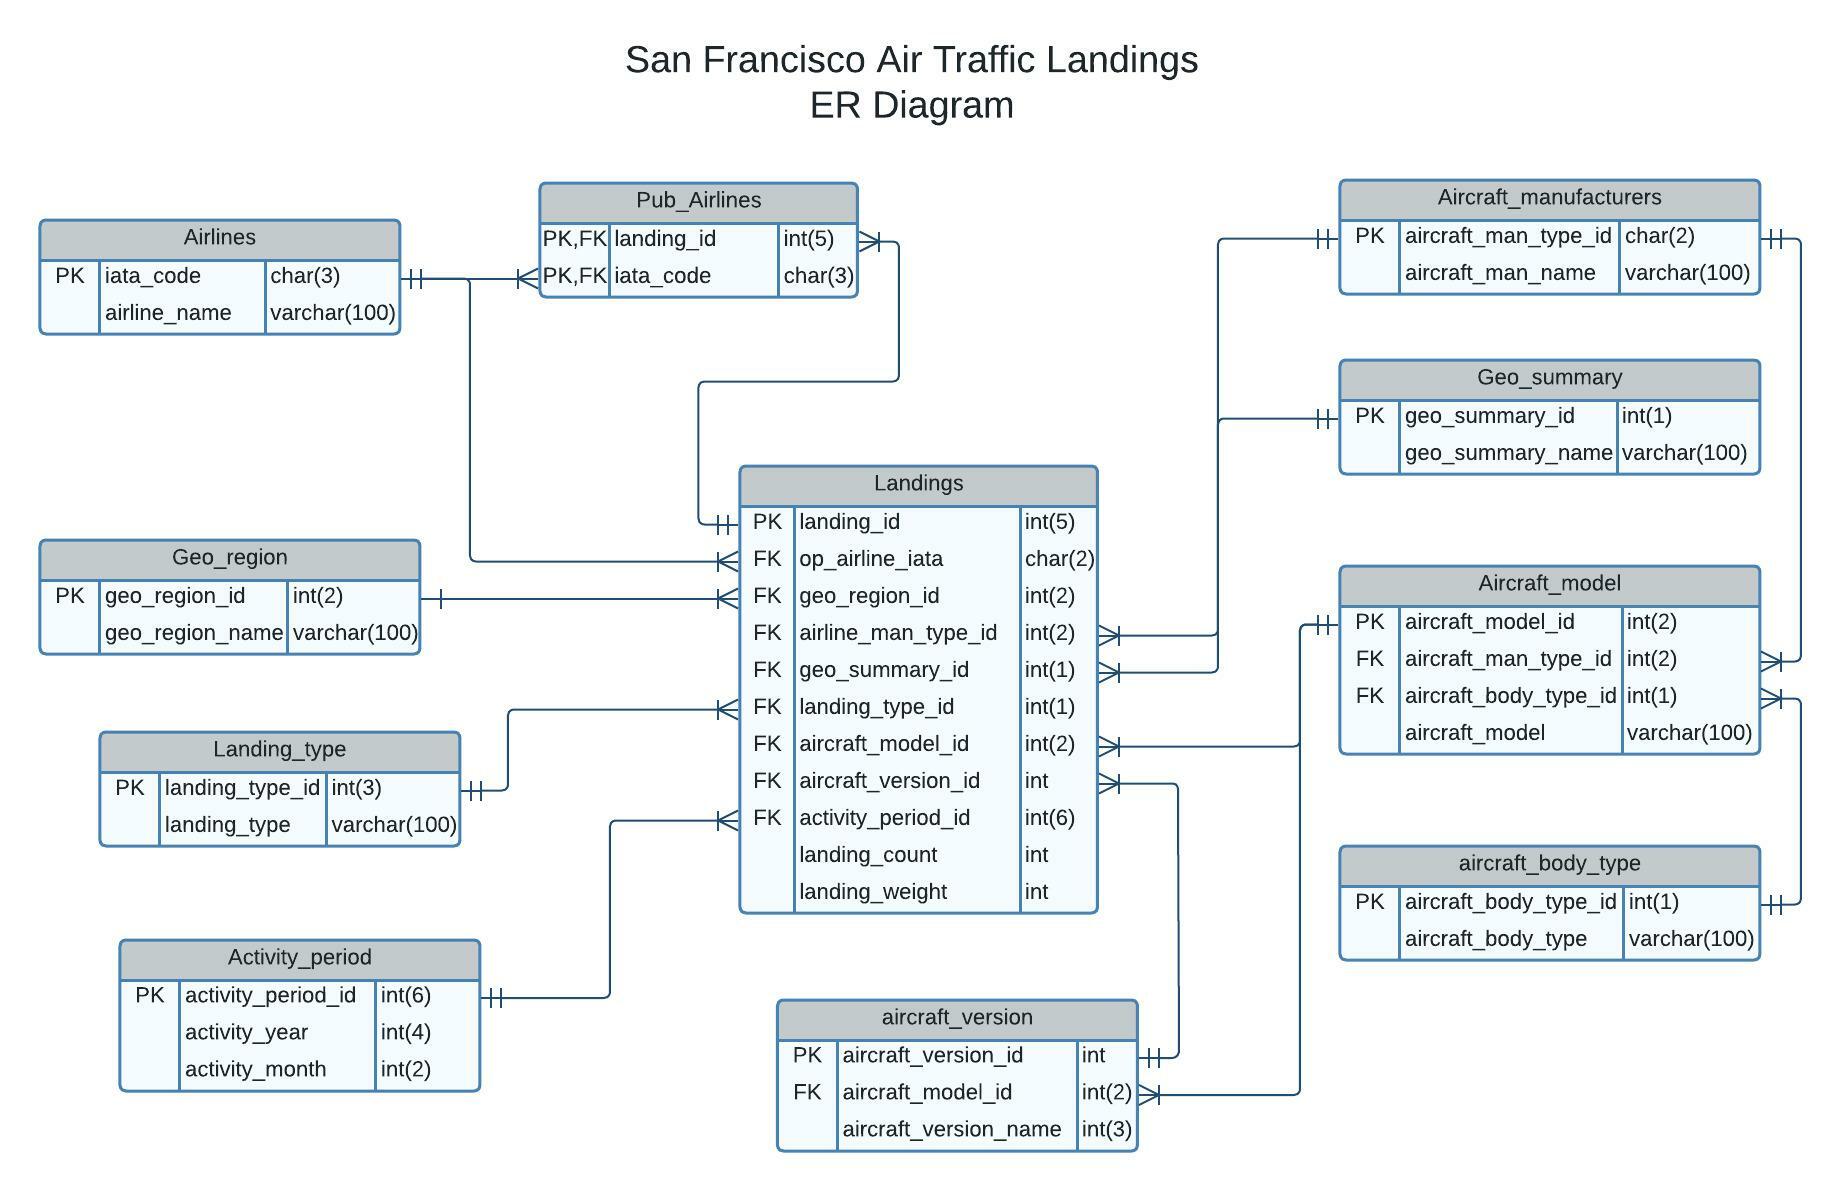 San Francisco Air Traffic Landings
ER Diagram
Airlines
PK iata_code char(3)
airline_name varchar(100)
Pub_Airlines
PK,FK landing_id int(5)
PK,FK iata_code char(3)
Aircraft_manufacturers
PK aircraft_man_type_id char(2)
aircraft_man_name varchar(100)
Geo_summary
PK geo_summary_id int(1)
geo_summary_name varchar(100)
Landings
PK landing_id int(5)
FK op_airline_iata char(2)
FK geo_region_id int(2)
FK airline_man_type_id int(2)
FK geo_summary_id int(1)
FK landing_type_id int(1)
FK aircraft_model_id int(2)
FK aircraft_version_id int
FK activity_period_id int(6)
landing_count int
landing_weight int
Geo_region
PK geo_region_id int(2)
geo_region_name varchar(100)
Aircraft_model
PK aircraft_model_id int(2)
FK aircraft_man_type_id int(2)
FK aircraft_body_type_id int(1)
aircraft_model varchar(100)
Landing_type
PK landing_type_id int(3)
landing_type varchar(100)
aircraft_body_type
PK aircraft_body_type_id int(1)
aircraft_body_type varchar(100)
Activity_period
PK activity_period_id int(6)
activity_year int(4)
activity_month int(2)
aircraft_version
PK aircraft_version_id int
FK aircraft_model_id int(2)
aircraft_version_name int(3)